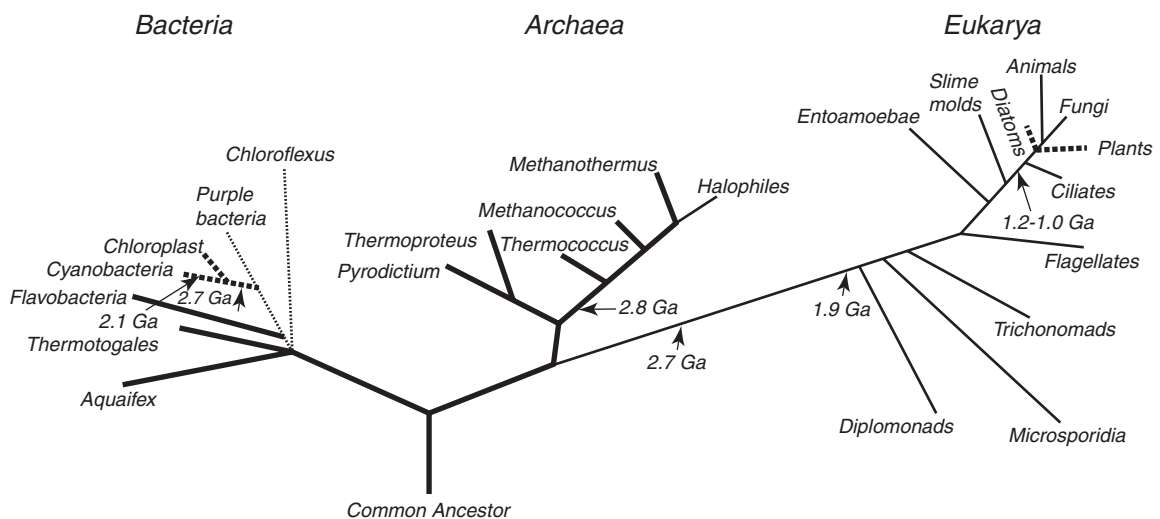 Bacteria
Archaea
Eukarya
Animals
Slime
molds
Diatoms
Fungi
Entoamoebae
Plants
Chloroflexus
Methanothermus
Halophiles
Ciliates
Purple
bacteria
Methanococcus
1.2-1.0 Ga
Chloroplast
Thermoproteus
Thermococcus
Cyanobacteria
Pyrodictium
Flagellates
Flavobacteria
2.7 Ga
2.1 Ga
2.8 Ga
1.9 Ga
Thermotogales
Trichonomads
2.7 Ga
Aquaifex
Diplomonads
Microsporidia
Common Ancestor